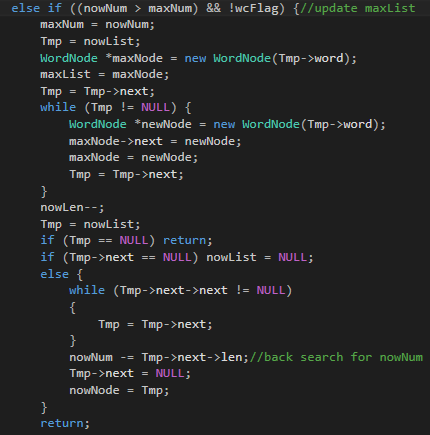 else if ((nowNum > maxNum) && !wcFlag) {//update maxList
maxNum = nowNum;
Tmp = nowList;
WordNode *maxNode = new WordNode(Tmp->word);
maxList = maxNode;
Tmp = Tmp->next;
while (Tmp != NULL) {
WordNode *newNode = new WordNode(Tmp->word);
maxNode->next = newNode;
maxNode = newNode;
Tmp = Tmp->next;
}
nowLen--;
Tmp = nowList;
if (Tmp == NULL) return;
if (Tmp->next == NULL) nowList = NULL;
else {
while (Tmp->next->next != NULL)
{
Tmp = Tmp->next;
}
nowNum -= Tmp->next->len;//back search for nowNum
Tmp->next = NULL;
nowNode = Tmp;
}
return;